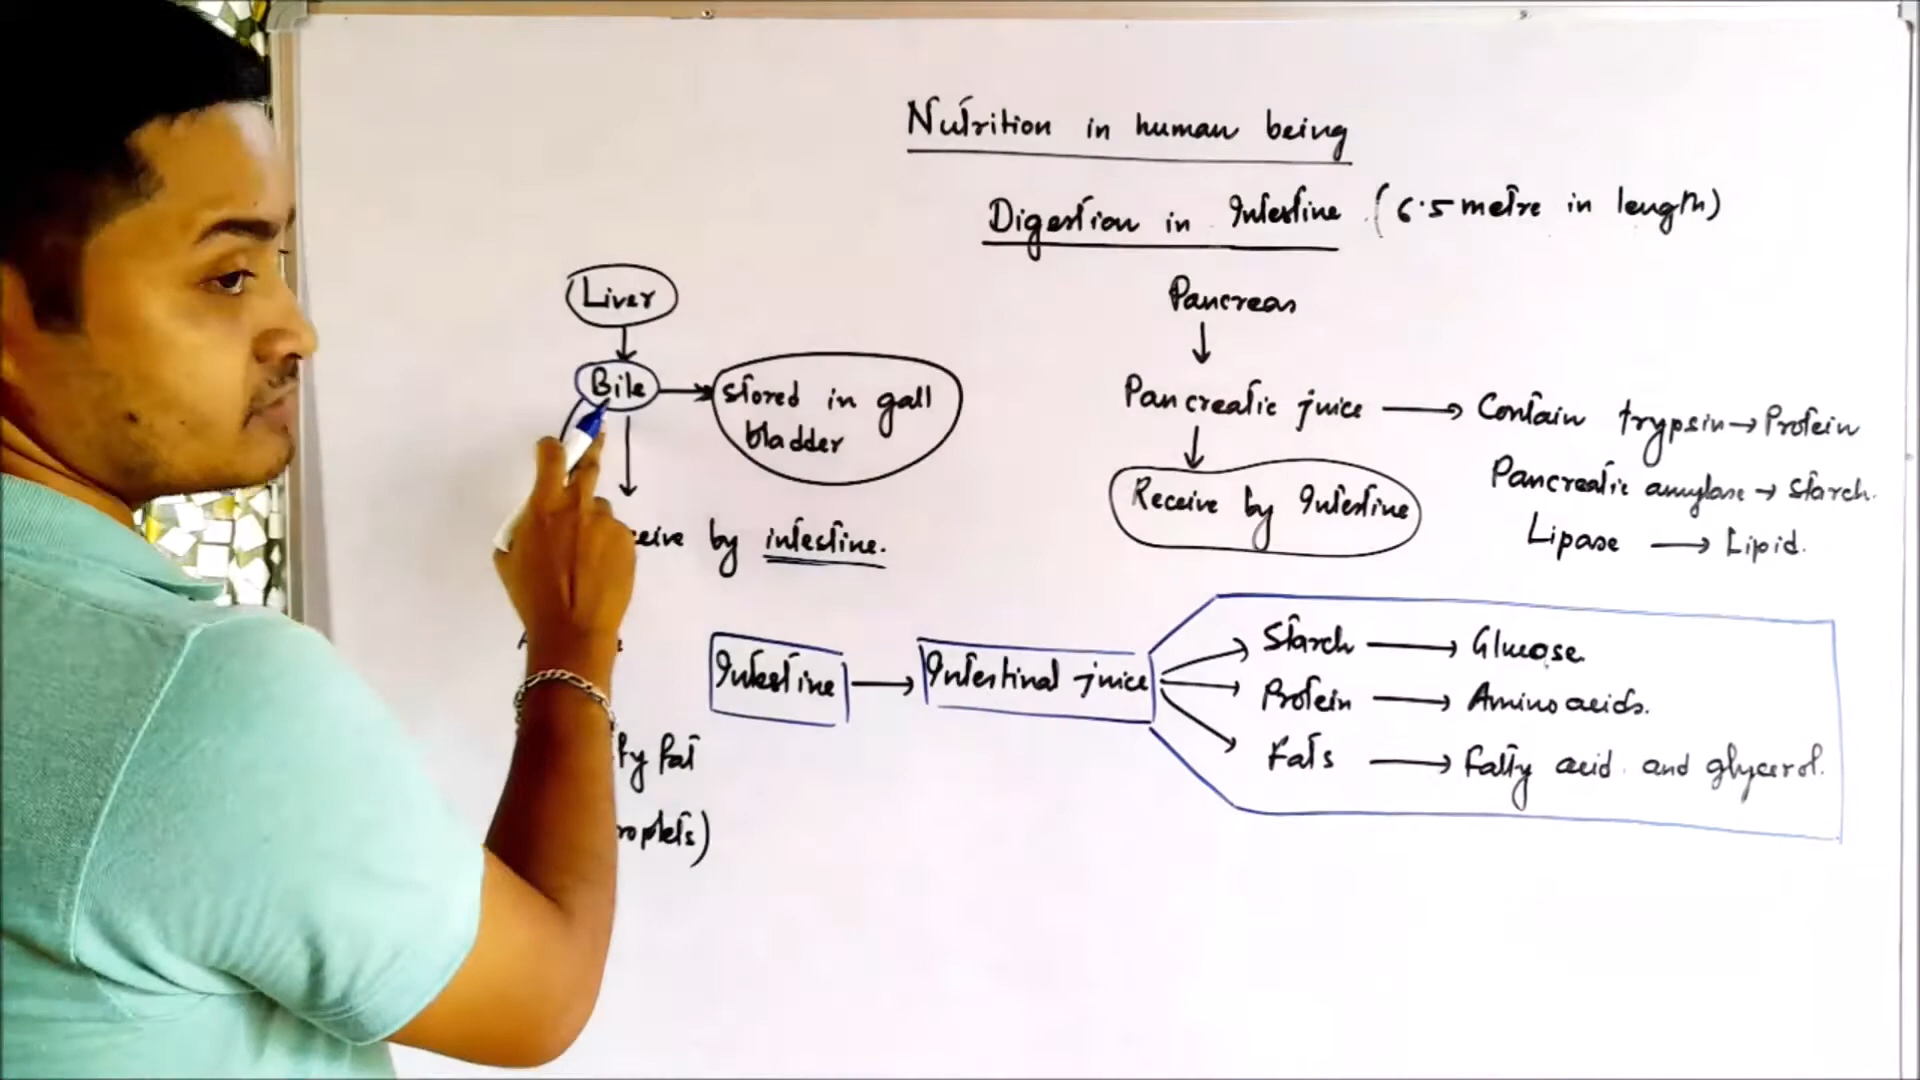 Nutrition in human being
Digestion in Intestine (6.5 metre in length)
Liver
Bile → stored in gall
bladder
by intestine.
fat
Pancreas
Pancreatic juice → Contain trypsin → Protein
Pancreatic amylase → Starch.
Lipase → Lipid.
Receive by Intestine
Intestine → Intestinal juice
Starch → Glucose.
Protein → Amino acids.
Fats → Fatty acid and glycerol.